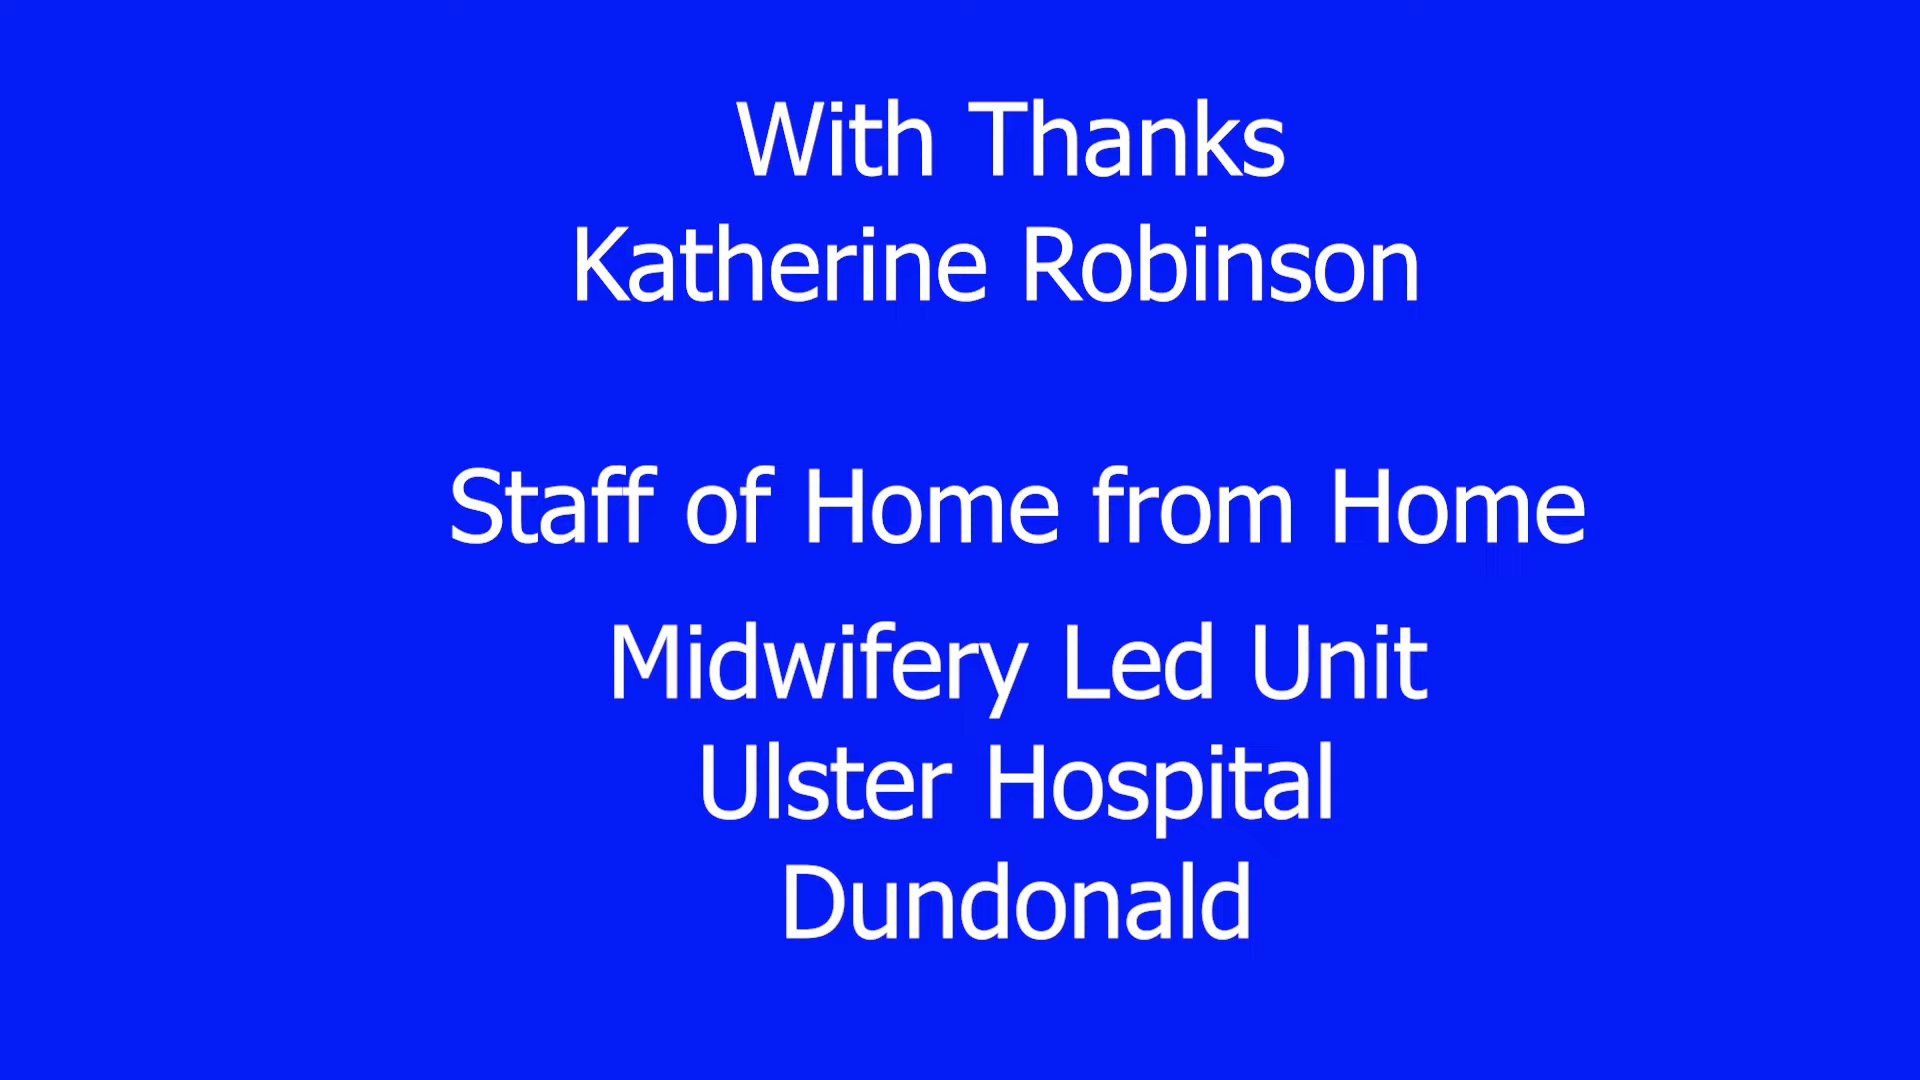 With Thanks
Katherine Robinson
Staff of Home from Home
Midwifery Led Unit
Ulster Hospital
Dundonald